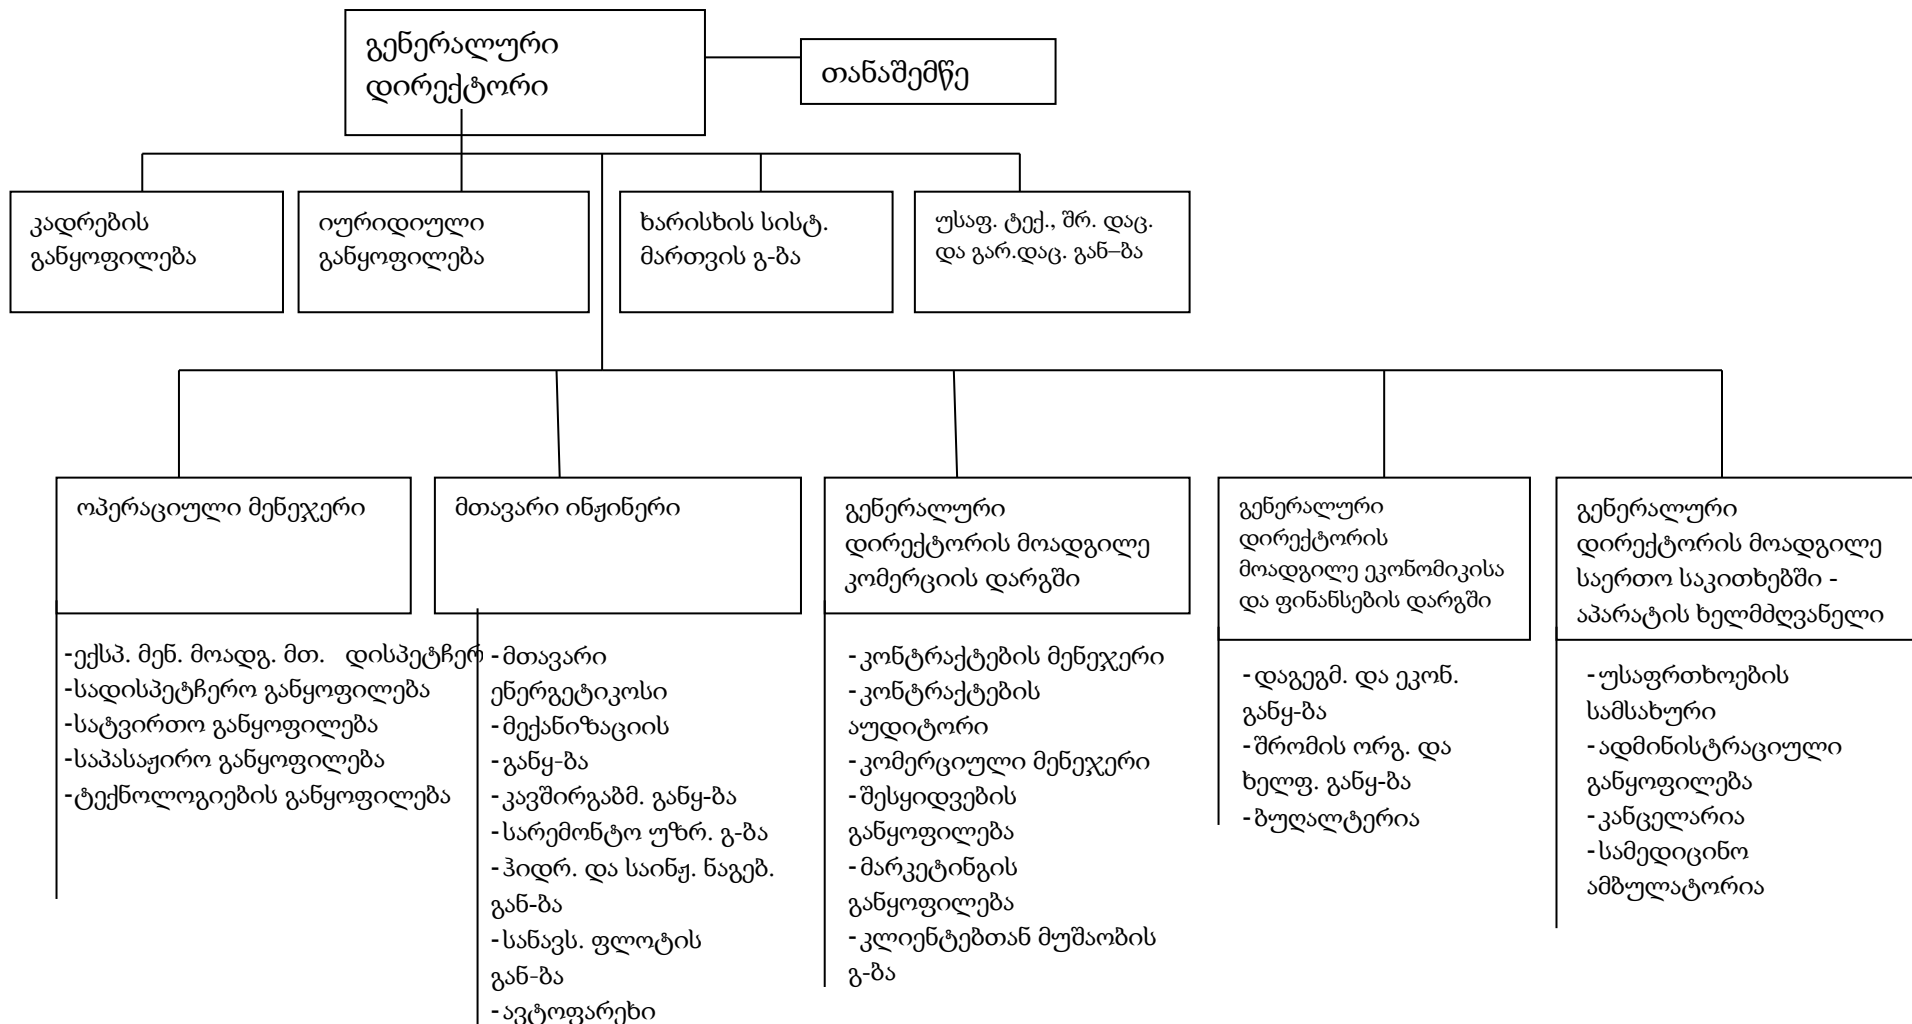 გენერალური
დირექტორი
თანაშემწე
კადრების
განყოფილება
იურიდიული
განყოფილება
ხარისხის სისტ.
მართვის გ-ბა
უსაფ. ტექ., შრ. დაც.
და გარ.დაც. გან–ბა
ოპერაციული მენეჯერი
-ექსპ. მენ. მოადგ. მთ. დისპეტჩერ
-სადისპეტჩერო განყოფილება
-სატვირთო განყოფილება
-საპასაჟირო განყოფილება
-ტექნოლოგიების განყოფილება
მთავარი ინჟინერი
-მთავარი
ენერგეტიკოსი
-მექანიზაციის
-განყ-ბა
-კავშირგაბმ. განყ-ბა
-სარემონტო უზრ. გ-ბა
-ჰიდრ. და საინჟ. ნაგებ.
გან-ბა
-სანავს. ფლოტის
გან-ბა
-ავტოფარეხი
გენერალური
დირექტორის მოადგილე
კომერციის დარგში
-კონტრაქტების მენეჯერი
-კონტრაქტების
აუდიტორი
-კომერციული მენეჯერი
-შესყიდვების
განყოფილება
-მარკეტინგის
განყოფილება
-კლიენტებთან მუშაობის
გ-ბა
გენერალური
დირექტორის
მოადგილე ეკონომიკისა
და ფინანსების დარგში
-დაგეგმ. და ეკონ.
განყ-ბა
-შრომის ორგ. და
ხელფ. განყ-ბა
-ბუღალტერია
გენერალური
დირექტორის მოადგილე
საერთო საკითხებში -
აპარატის ხელმძღვანელი
-უსაფრთხოების
სამსახური
-ადმინისტრაციული
განყოფილება
-კანცელარია
-სამედიცინო
ამბულატორია